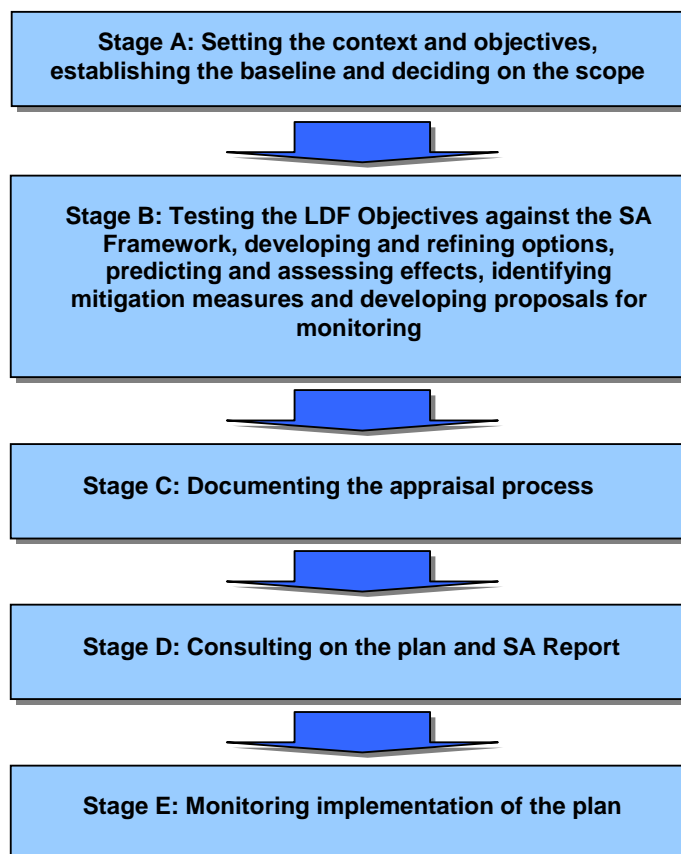 Stage A: Setting the context and objectives,
establishing the baseline and deciding on the scope
Stage B: Testing the LDF Objectives against the SA
Framework, developing and refining options,
predicting and assessing effects, identifying
mitigation measures and developing proposals for
monitoring
Stage C: Documenting the appraisal process
Stage D: Consulting on the plan and SA Report
Stage E: Monitoring implementation of the plan